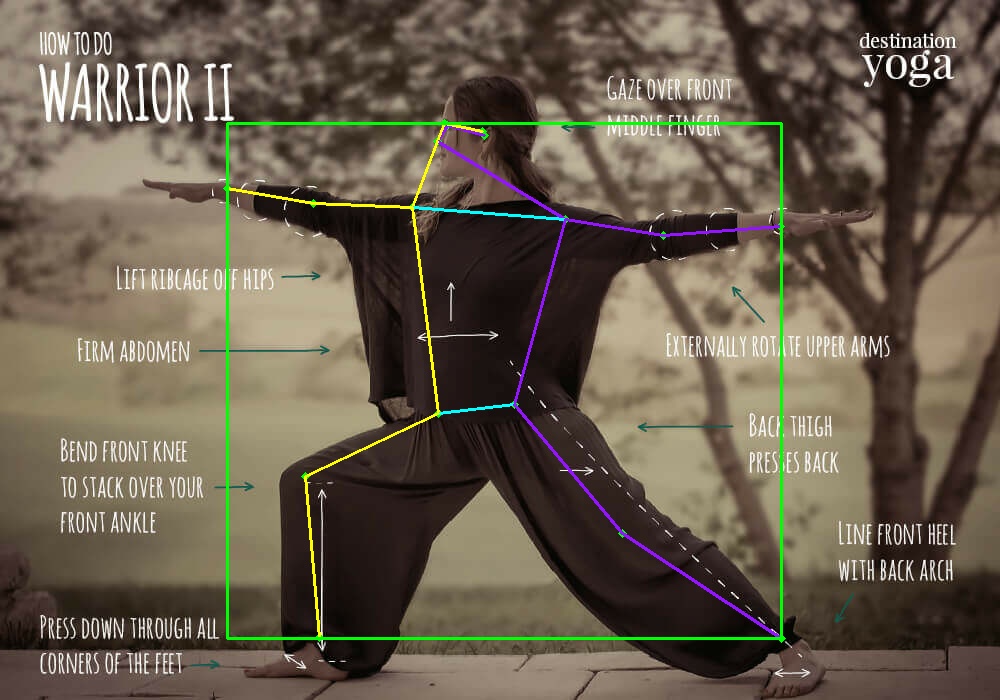 HOW TO DO
WARRIOR II
destination
yoga
GAZE OVER FRONT
MIDDLE FINGER
LIFT RIBCAGE OFF HIPS
FIRM ABDOMEN
EXTERNALLY ROTATE UPPER ARMS
BACK THIGH
PRESSES BACK
BEND FRONT KNEE
TO STACK OVER YOUR
FRONT ANKLE
LINE FRONT HEEL
WITH BACK ARCH
PRESS DOWN THROUGH ALL
CORNERS OF THE FEET